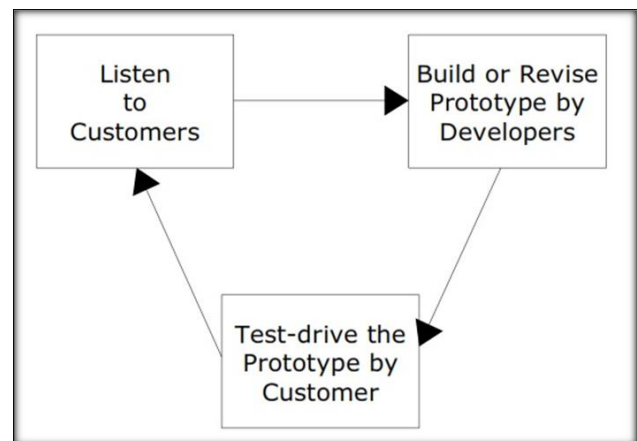 Listen
to
Customers
Build or Revise
Prototype by
Developers
Test-drive the
Prototype by
Customer